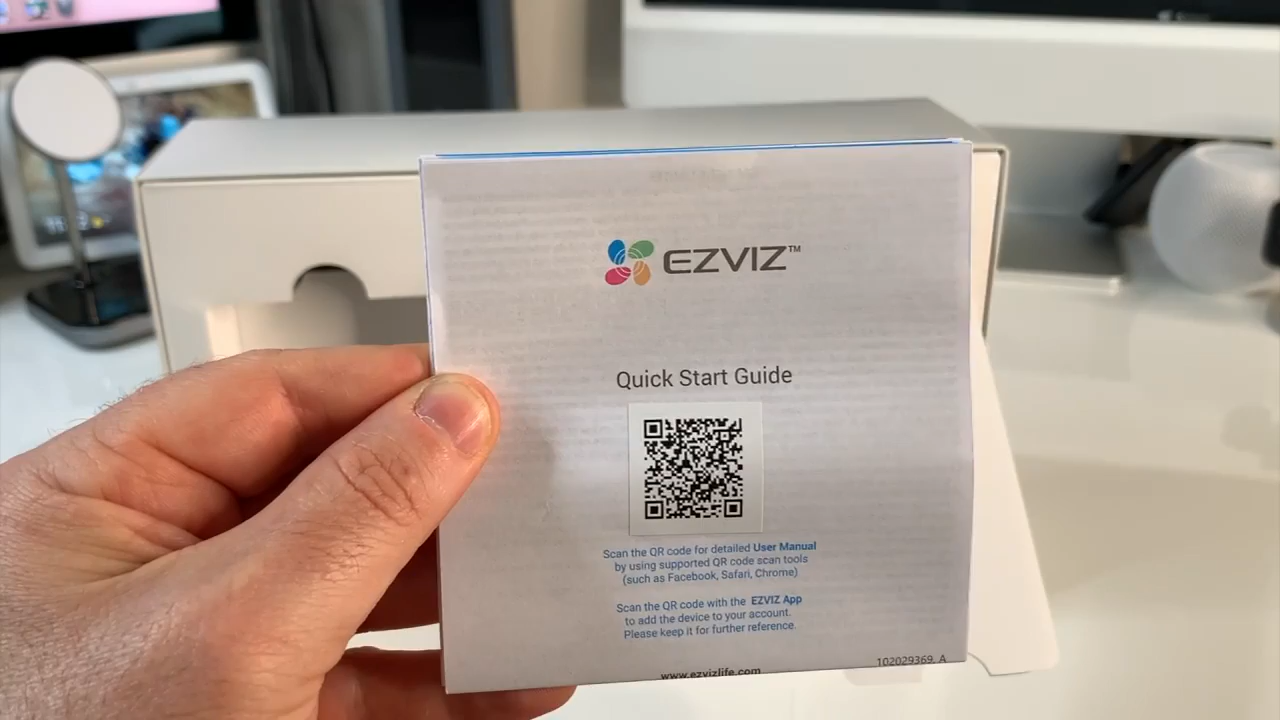 EZVIZ™
Quick Start Guide
Scan the QR code for detailed User Manual
by using supported QR code scan tools
(such as Facebook, Safari, Chrome)
Scan the QR code with the EZVIZ App
to add the device to your account.
Please keep it for further reference.
102029369, A
www.ezvizlife.com